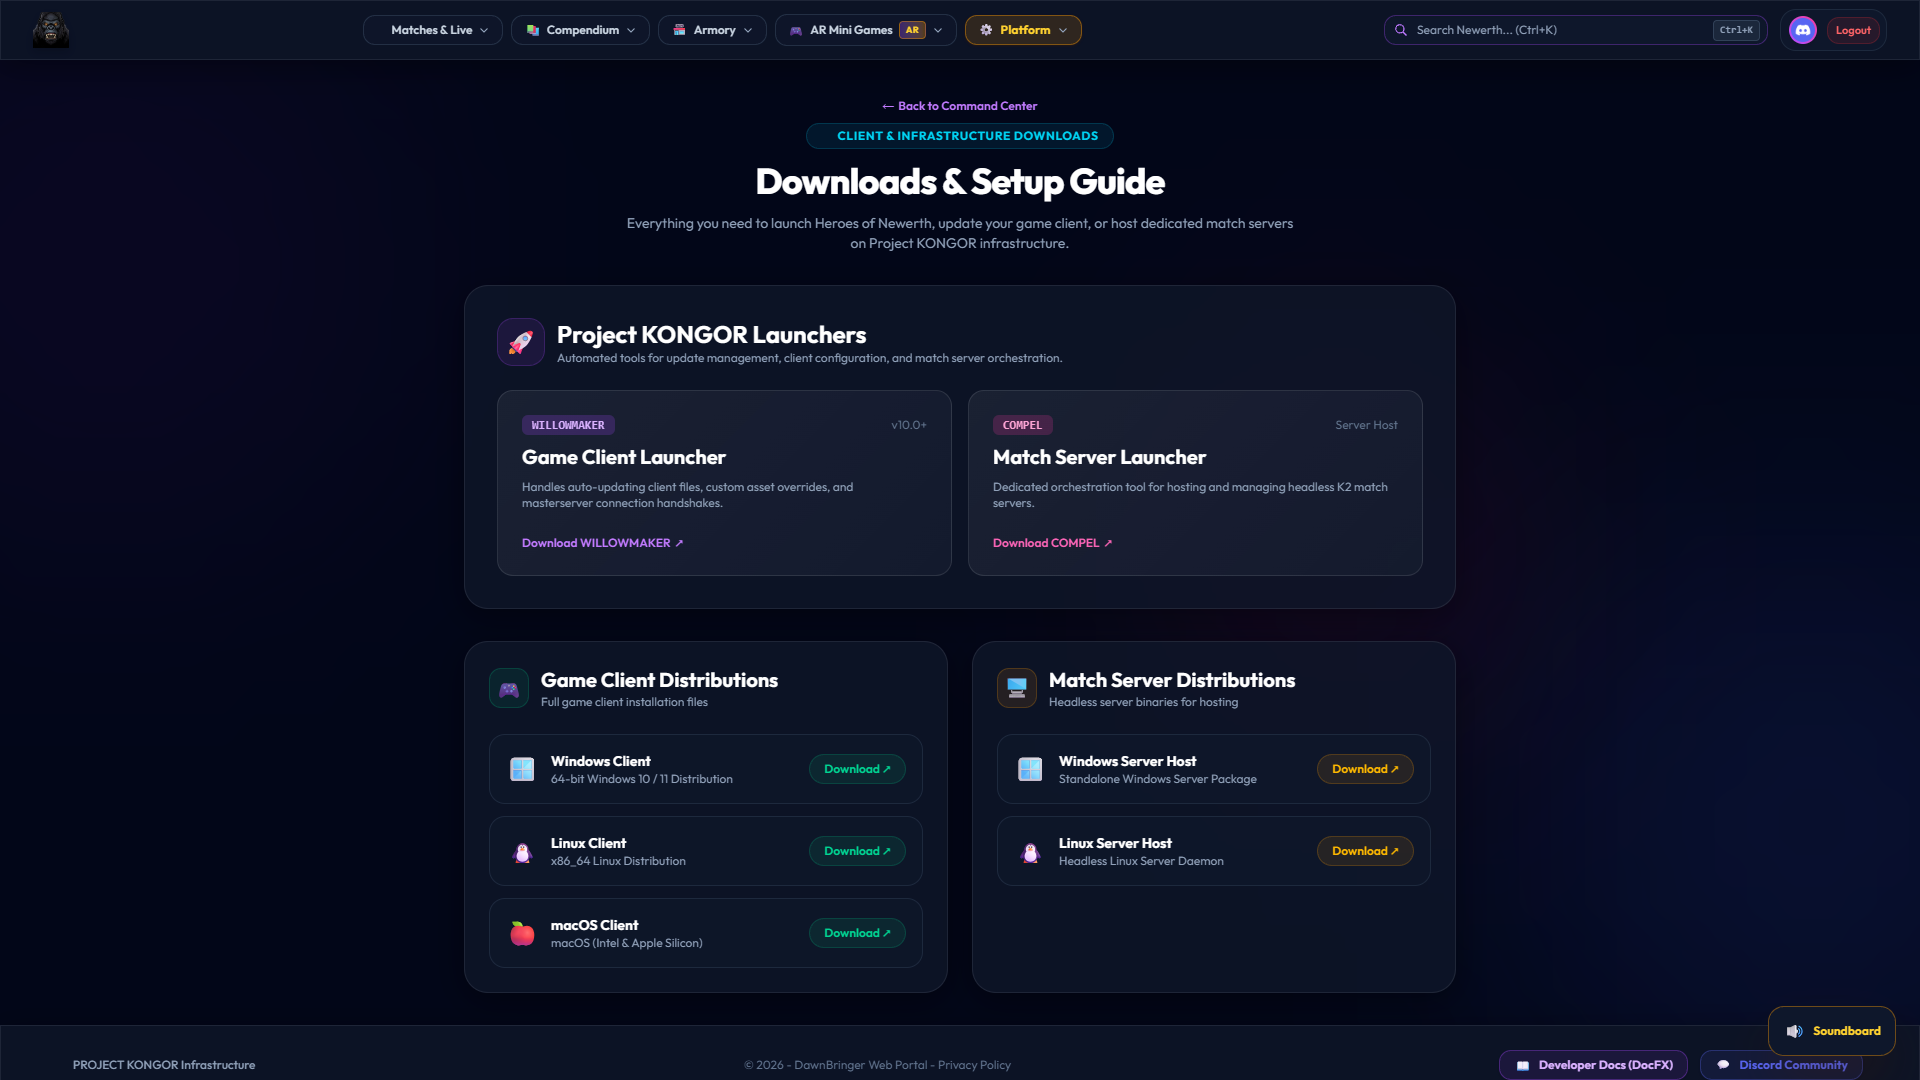 Matches & Live
Compendium
Armory
AR Mini Games AR
Platform
Search Newerth... (Ctrl+K)
Ctrl+K
Logout
← Back to Command Center
CLIENT & INFRASTRUCTURE DOWNLOADS
Downloads & Setup Guide
Everything you need to launch Heroes of Newerth, update your game client, or host dedicated match servers
on Project KONGOR infrastructure.
Project KONGOR Launchers
Automated tools for update management, client configuration, and match server orchestration.
WILLOWMAKER
v10.0+
Game Client Launcher
Handles auto-updating client files, custom asset overrides, and
masterserver connection handshakes.
Download WILLOWMAKER ↗
COMPEL
Server Host
Match Server Launcher
Dedicated orchestration tool for hosting and managing headless K2 match
servers.
Download COMPEL ↗
Game Client Distributions
Full game client installation files
Windows Client
64-bit Windows 10 / 11 Distribution
Download ↗
Linux Client
x86_64 Linux Distribution
Download ↗
macOS Client
macOS (Intel & Apple Silicon)
Download ↗
Match Server Distributions
Headless server binaries for hosting
Windows Server Host
Standalone Windows Server Package
Download ↗
Linux Server Host
Headless Linux Server Daemon
Download ↗
Soundboard
PROJECT KONGOR Infrastructure
© 2026 - DawnBringer Web Portal - Privacy Policy
Developer Docs (DocFX)
Discord Community